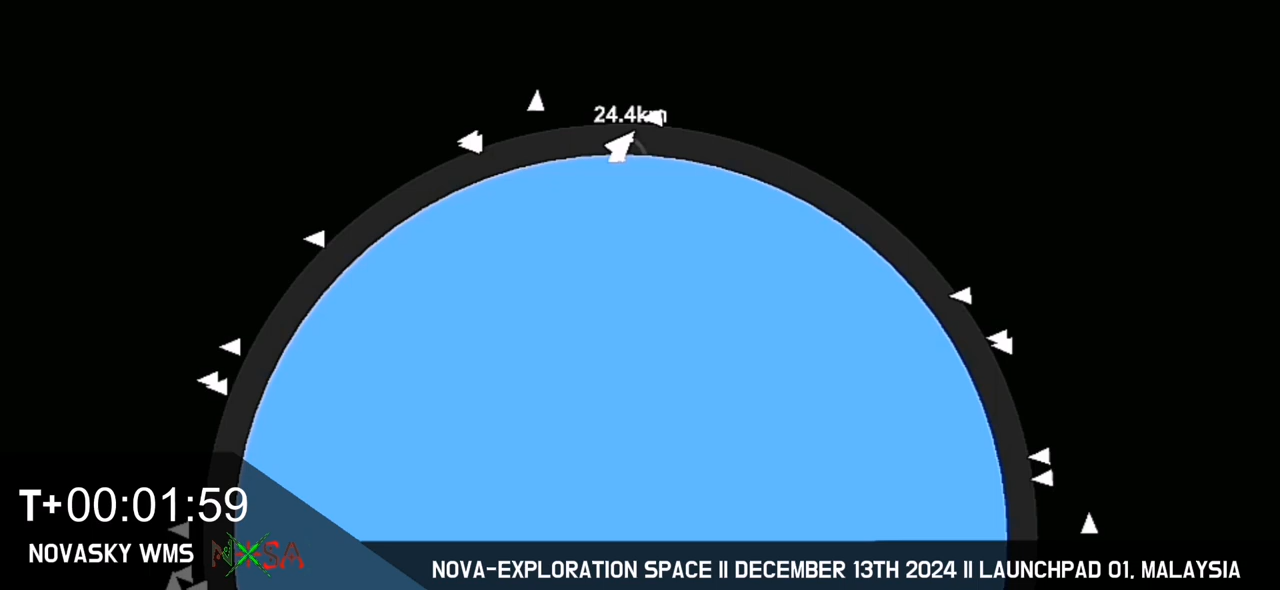 24.4km
T+00:01:59
NOVASKY WMS
NXSA
NOVA-EXPLORATION SPACE II DECEMBER 13TH 2024 II LAUNCHPAD 01, MALAYSIA